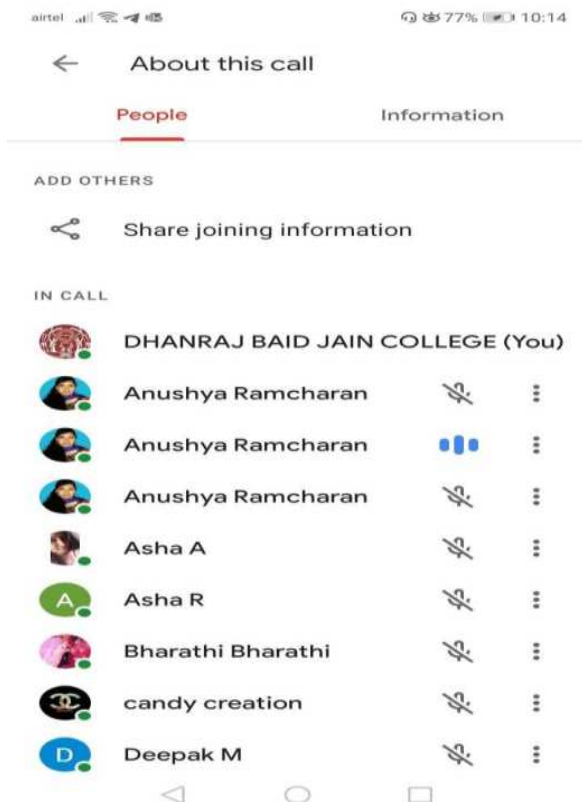 airtel 77% 10:14
About this call
People Information
ADD OTHERS
Share joining information
IN CALL
DHANRAJ BAID JAIN COLLEGE (You)
Anushya Ramcharan
Anushya Ramcharan
Anushya Ramcharan
Asha A
A Asha R
Bharathi Bharathi
candy creation
D Deepak M